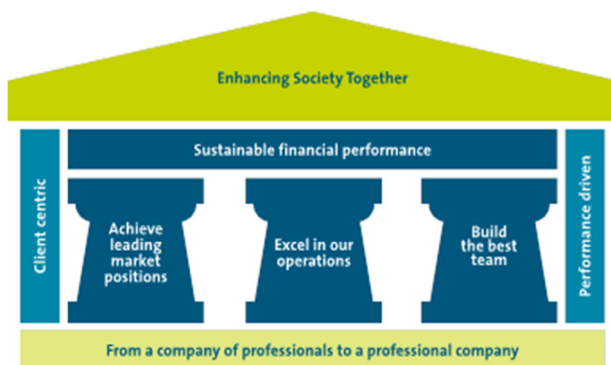 Enhancing Society Together
Sustainable financial performance
Client centric
Achieve
leading
market
positions
Excel in our
operations
Build
the best
team
Performance driven
From a company of professionals to a professional company